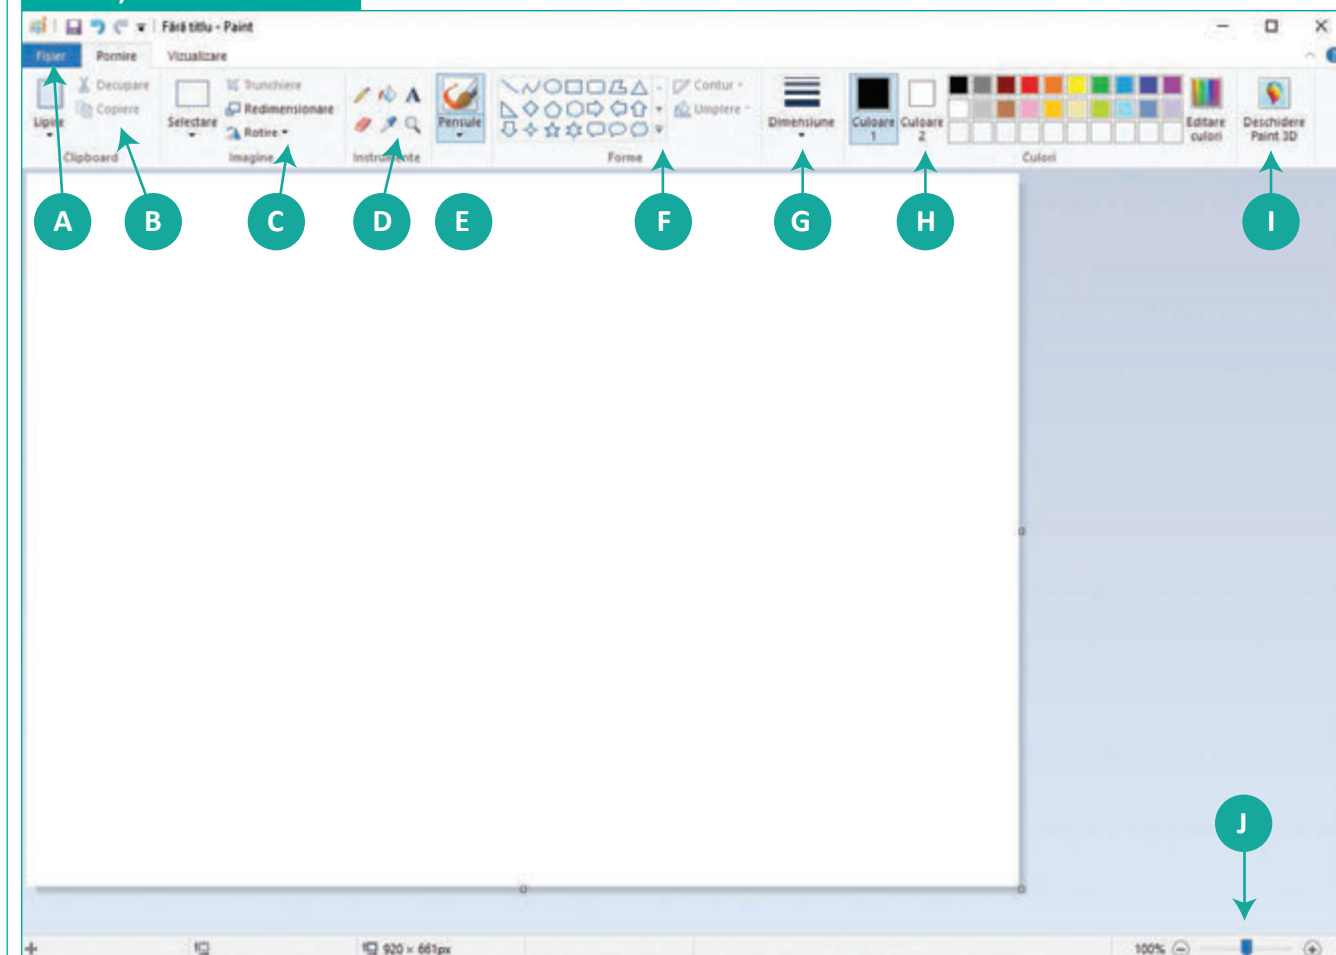 Fără titlu - Paint
Fișier Pornire Vizualizare
Decupare Trunchiere Contur
Copiere Redimensionare Umplere
Lipire Selectare Rotire Pensule Dimensiune Culoare 1 Culoare 2 Editare culori Deschidere Paint 3D
Clipboard Imagine Instrumente Forme Culori
A B C D E F G H I
J
920 × 661px 100%